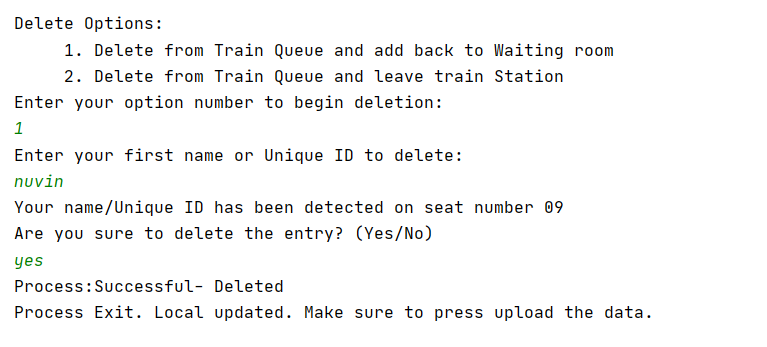 Delete Options:
1. Delete from Train Queue and add back to Waiting room
2. Delete from Train Queue and leave train Station
Enter your option number to begin deletion:
1
Enter your first name or Unique ID to delete:
nuvin
Your name/Unique ID has been detected on seat number 09
Are you sure to delete the entry? (Yes/No)
yes
Process:Successful- Deleted
Process Exit. Local updated. Make sure to press upload the data.